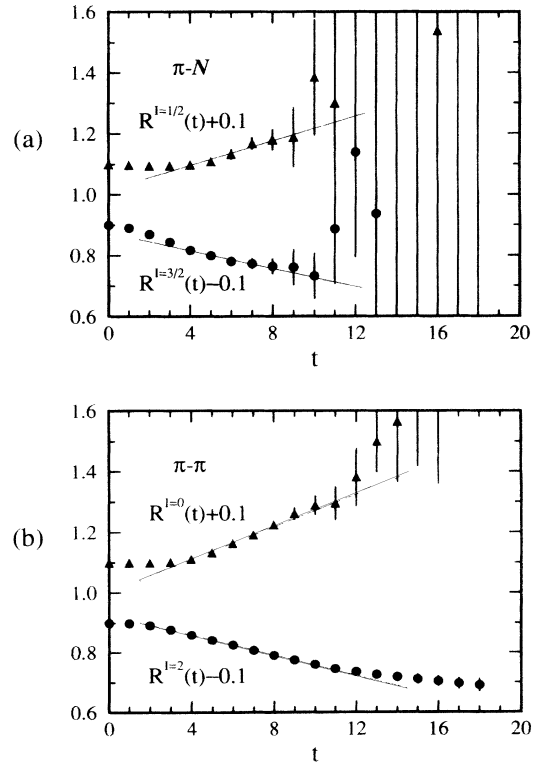 (a)
π-N
R^{I=1/2}(t)+0.1
R^{I=3/2}(t)−0.1
1.6
1.4
1.2
1.0
0.8
0.6
0 4 8 12 16 20
t
(b)
π-π
R^{I=0}(t)+0.1
R^{I=2}(t)−0.1
1.6
1.4
1.2
1.0
0.8
0.6
0 4 8 12 16 20
t